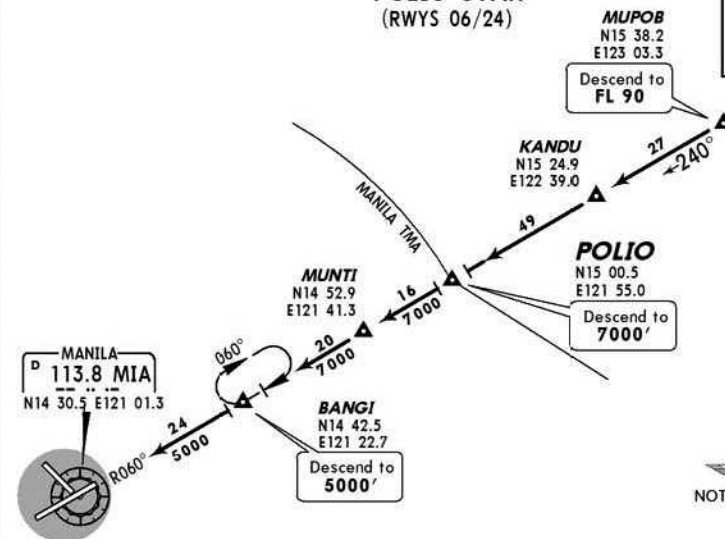 (RWYS 06/24)
MUPOB
N15 38.2
E123 03.3
Descend to
FL 90
27
240°
KANDU
N15 24.9
E122 39.0
49
MANILA TMA
POLIO
N15 00.5
E121 55.0
Descend to
7000'
MUNTI
N14 52.9
E121 41.3
16
7000
20
7000
060°
BANGI
N14 42.5
E121 22.7
Descend to
5000'
MANILA
D 113.8 MIA
N14 30.5 E121 01.3
24
5000
R060°
NOT